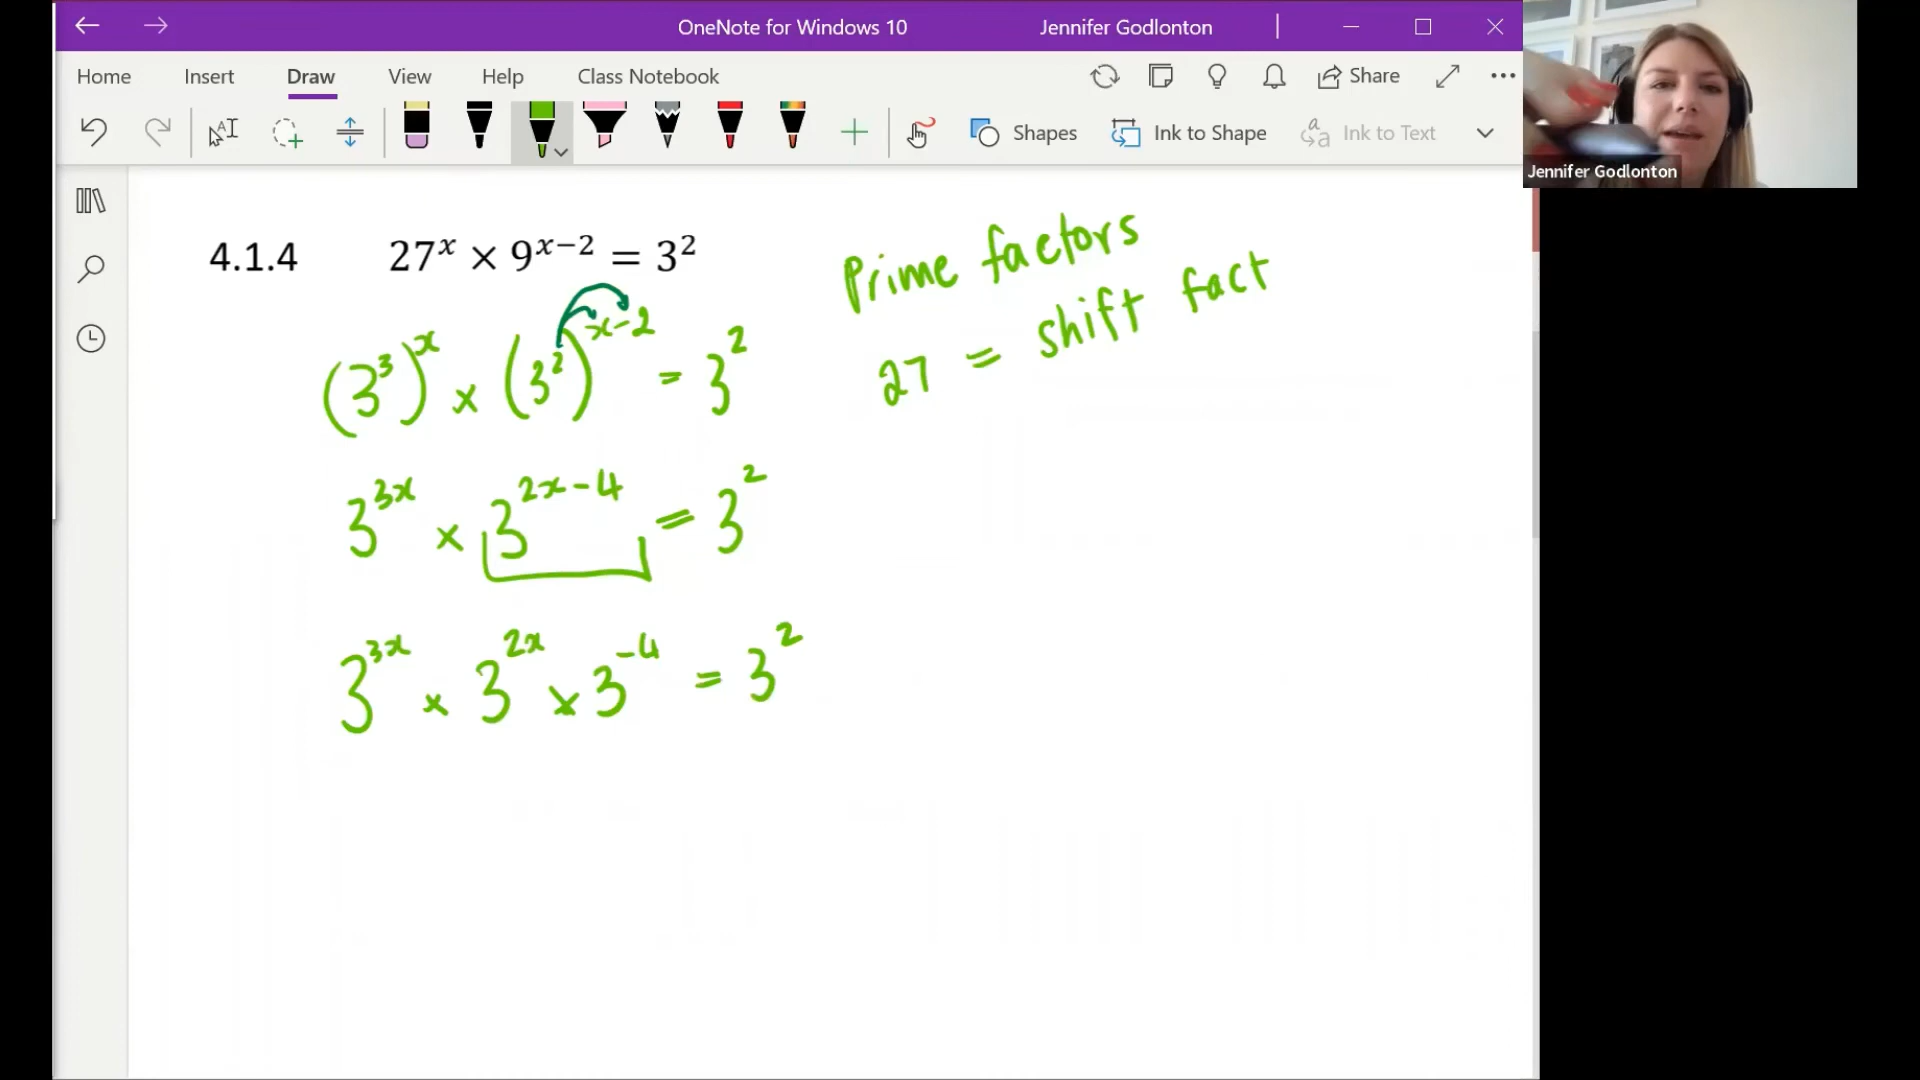 OneNote for Windows 10
Jennifer Godlonton
Home Insert Draw View Help Class Notebook
Share
Shapes Ink to Shape Ink to Text
Jennifer Godlonton
4.1.4 27^x × 9^{x−2} = 3^2
Prime factors
27 = shift fact
(3^3)^x × (3^2)^{x-2} = 3^2
3^{3x} × 3^{2x-4} = 3^2
3^{3x} × 3^{2x} × 3^{-4} = 3^2